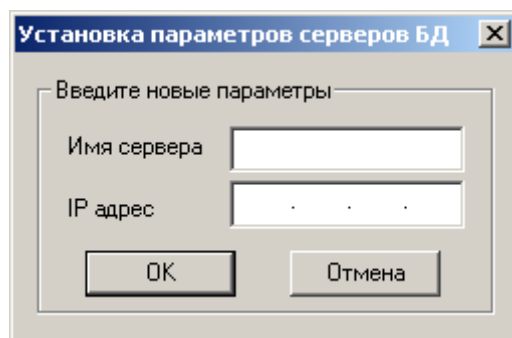 Установка параметров серверов БД
Введите новые параметры
Имя сервера
IP адрес . . .
OK Отмена